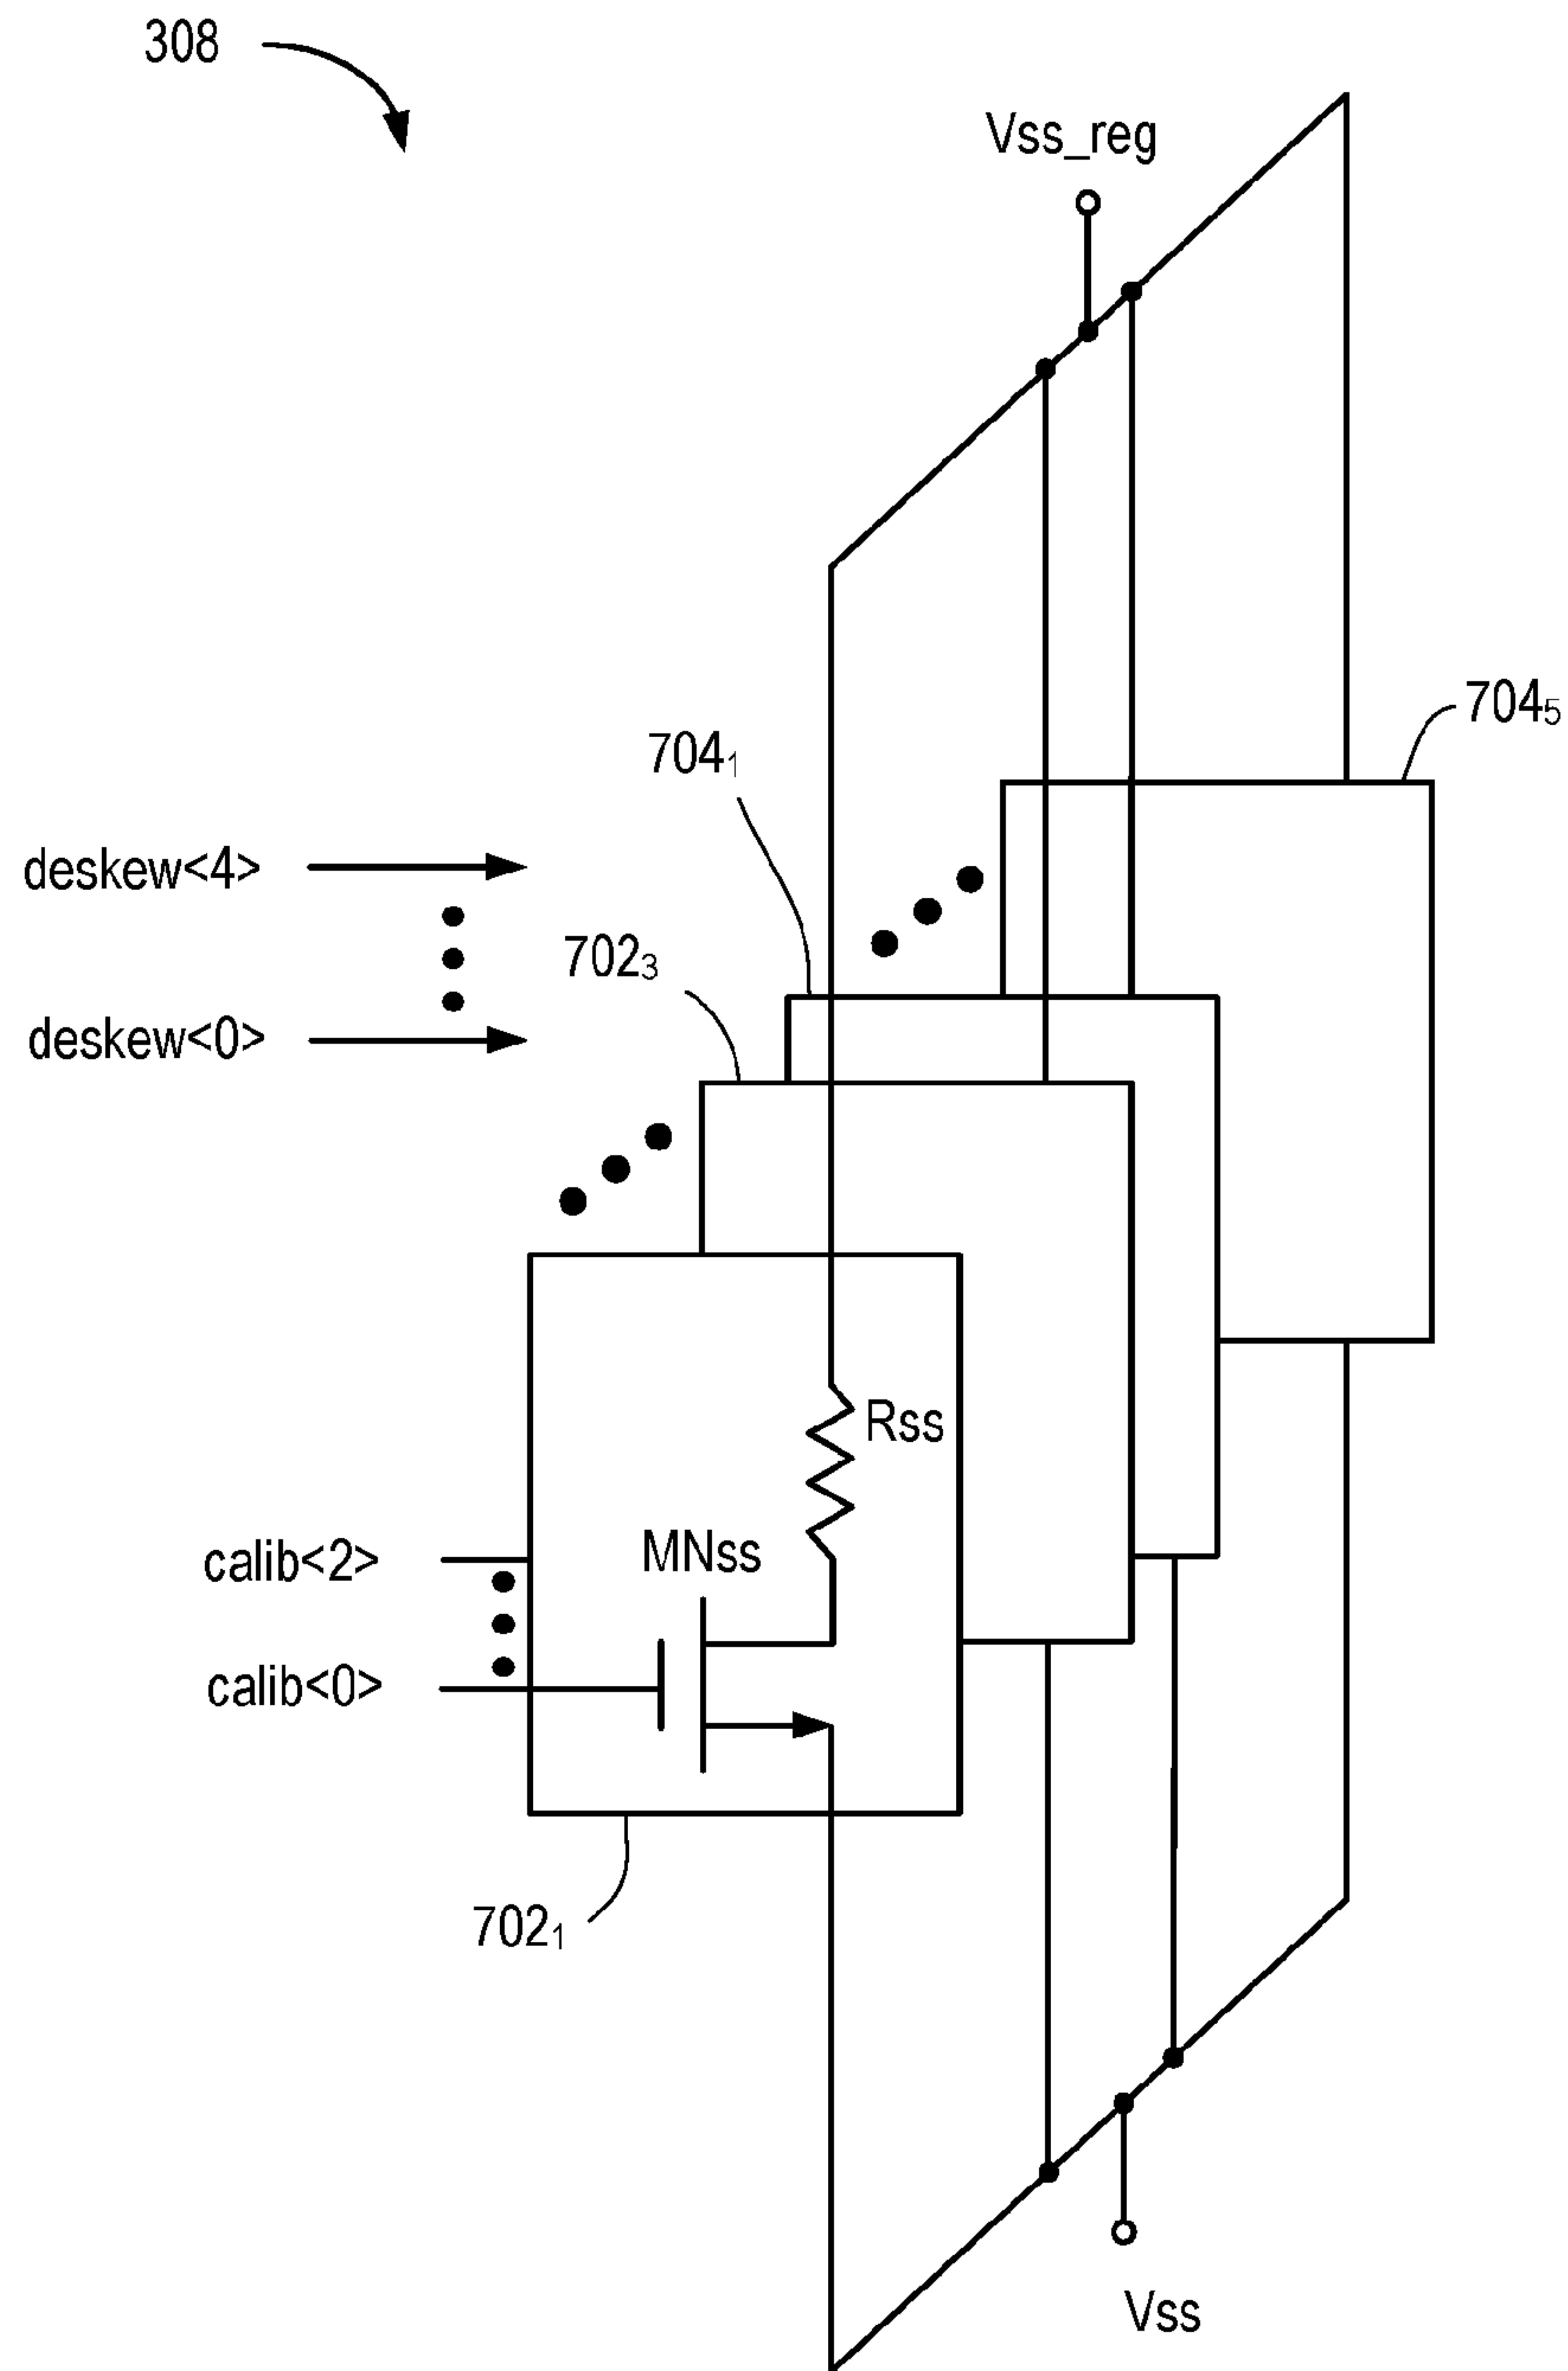 308
Vss_reg
704₅
704₁
deskew<4>
702₃
deskew<0>
Rss
MNss
calib<2>
calib<0>
702₁
Vss